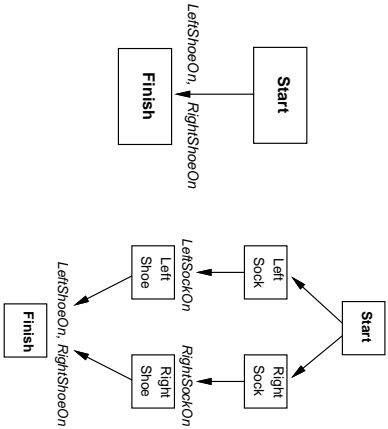 Start
LeftShoeOn, RightShoeOn
Finish
Start
Left
Sock
Right
Sock
LeftSockOn
RightSockOn
Left
Shoe
Right
Shoe
LeftShoeOn, RightShoeOn
Finish